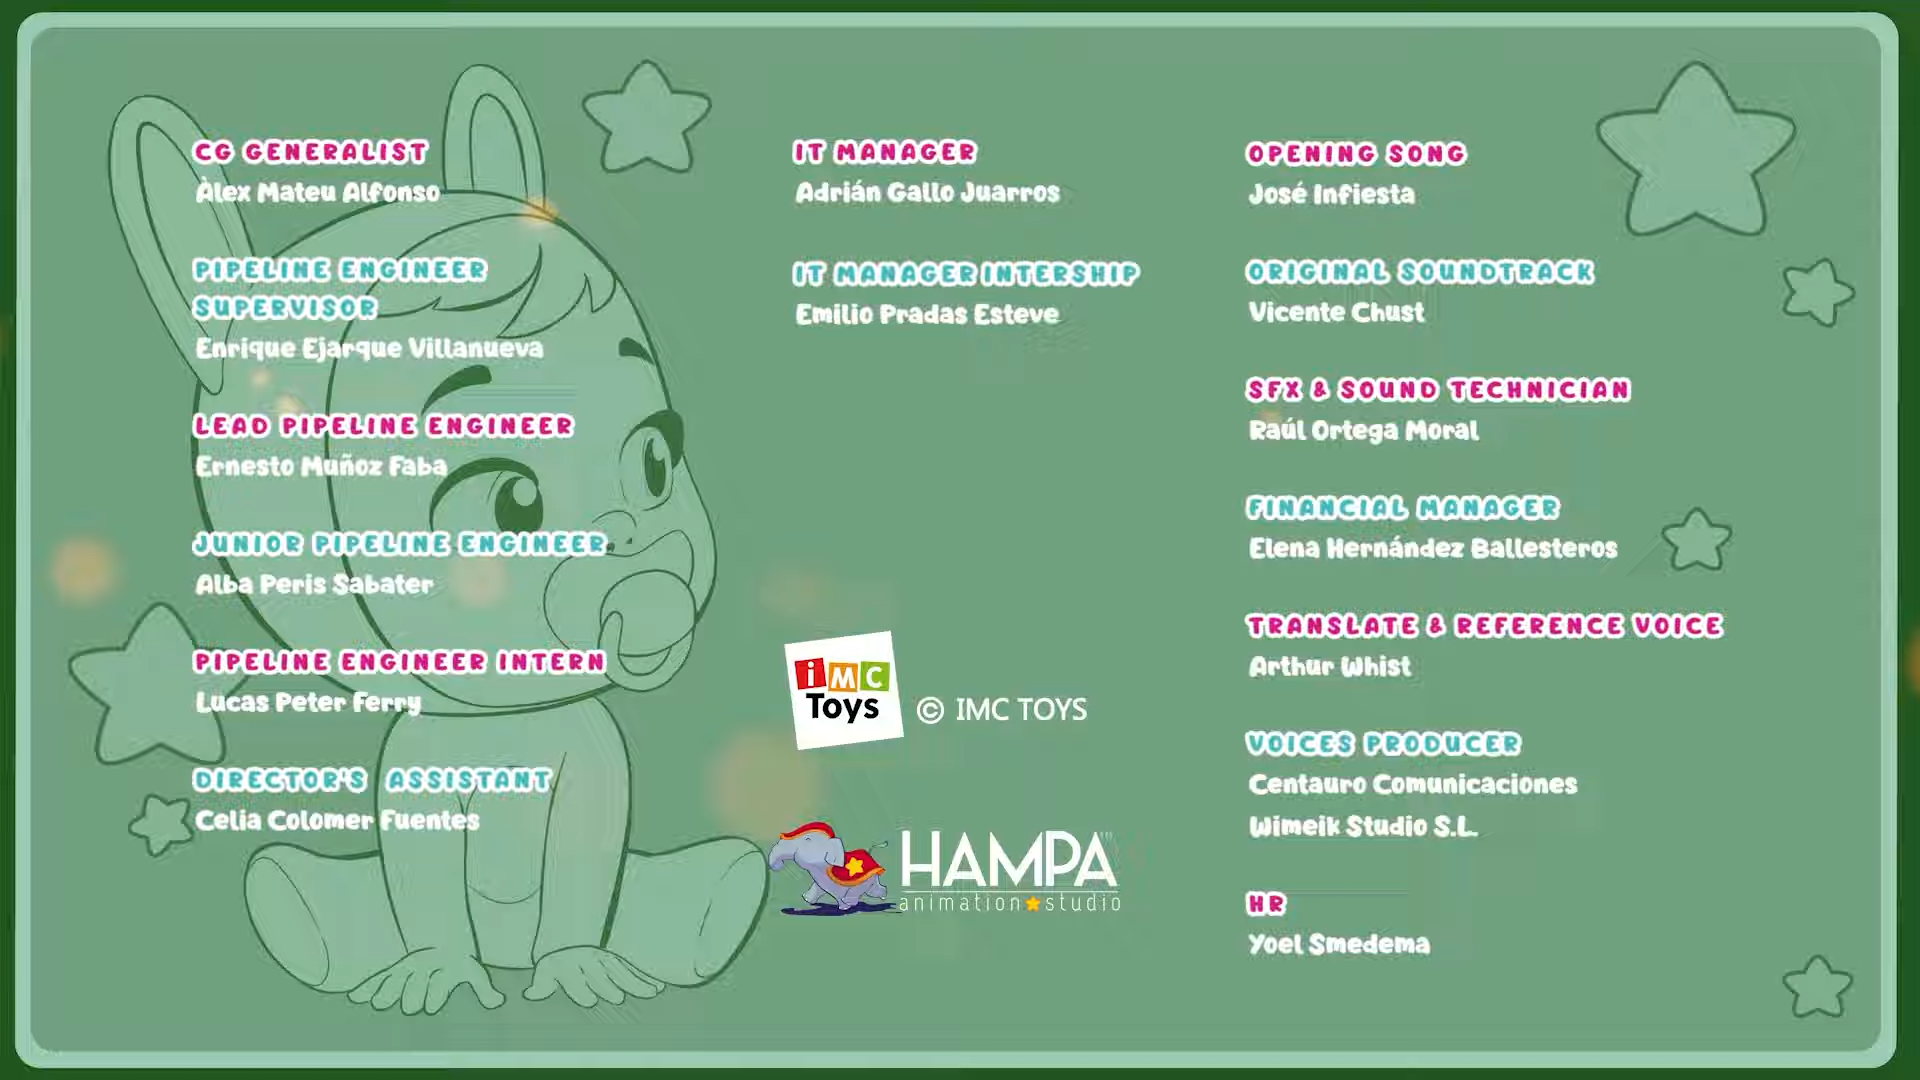 CG GENERALIST
Àlex Mateu Alfonso
PIPELINE ENGINEER
SUPERVISOR
Enrique Ejarque Villanueva
LEAD PIPELINE ENGINEER
Ernesto Muñoz Faba
JUNIOR PIPELINE ENGINEER
Alba Peris Sabater
PIPELINE ENGINEER INTERN
Lucas Peter Ferry
DIRECTOR'S ASSISTANT
Celia Colomer Fuentes
IT MANAGER
Adrián Gallo Juarros
IT MANAGER INTERSHIP
Emilio Pradas Esteve
iMC
Toys
© IMC TOYS
HAMPA
animation studio
OPENING SONG
José Infiesta
ORIGINAL SOUNDTRACK
Vicente Chust
SFX & SOUND TECHNICIAN
Raúl Ortega Moral
FINANCIAL MANAGER
Elena Hernández Ballesteros
TRANSLATE & REFERENCE VOICE
Arthur Whist
VOICES PRODUCER
Centauro Comunicaciones
Wimeik Studio S.L.
HR
Yoel Smedema